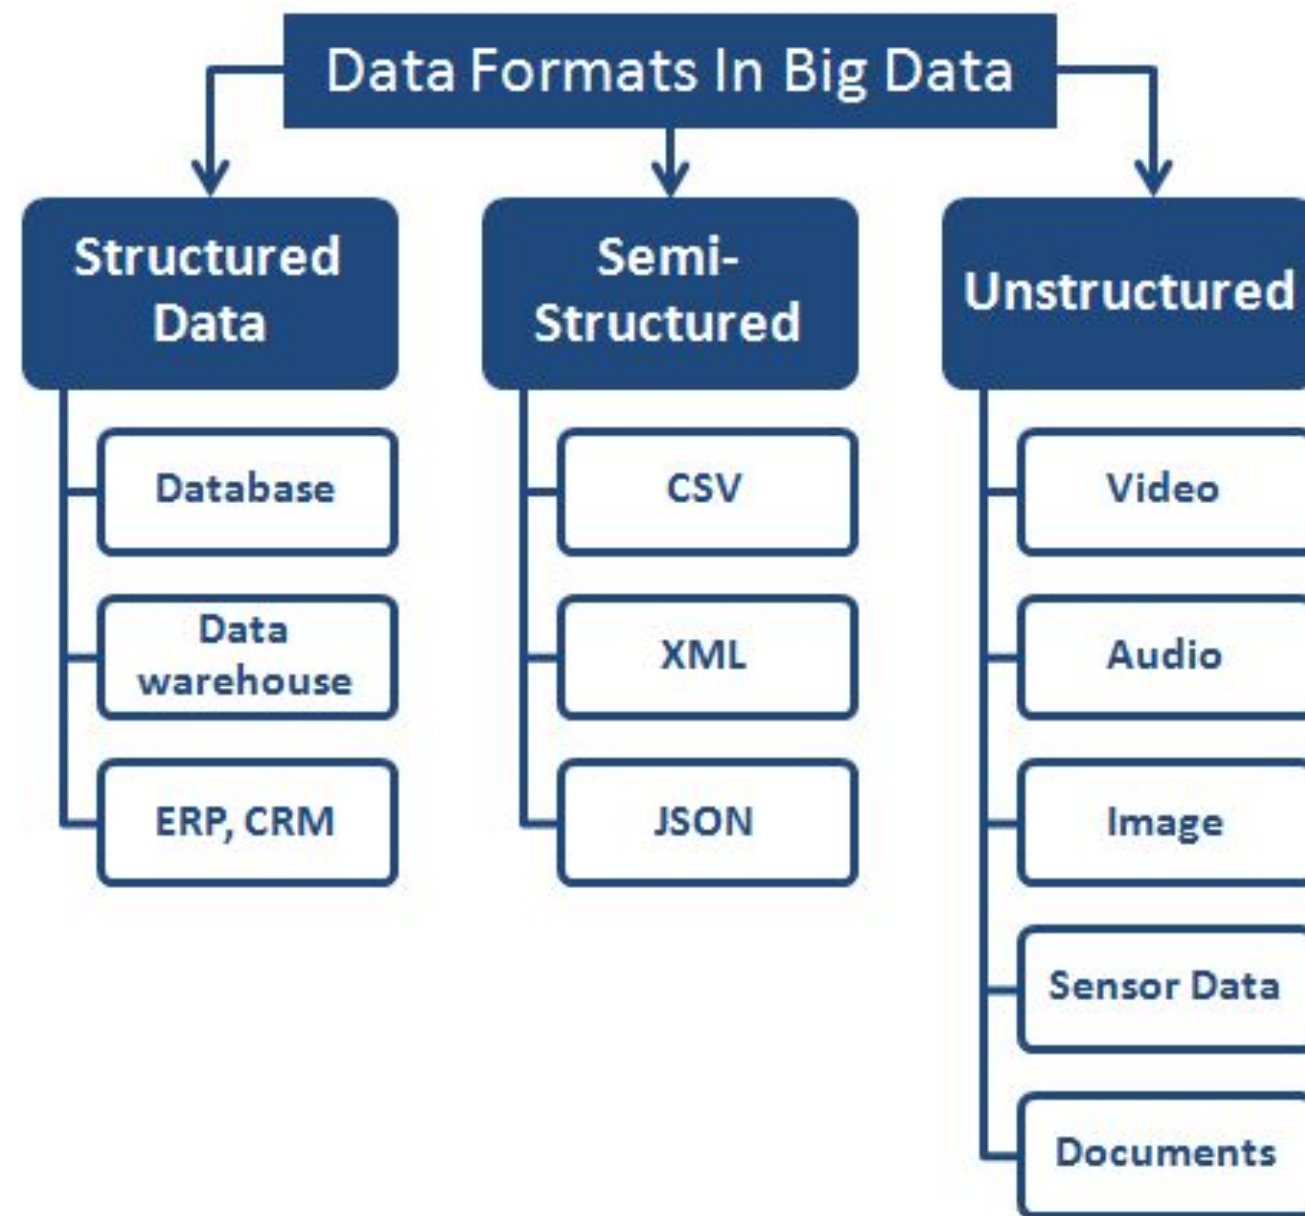 Data Formats In Big Data
Structured
Data
Database
Data
warehouse
ERP, CRM
Semi-
Structured
CSV
XML
JSON
Unstructured
Video
Audio
Image
Sensor Data
Documents